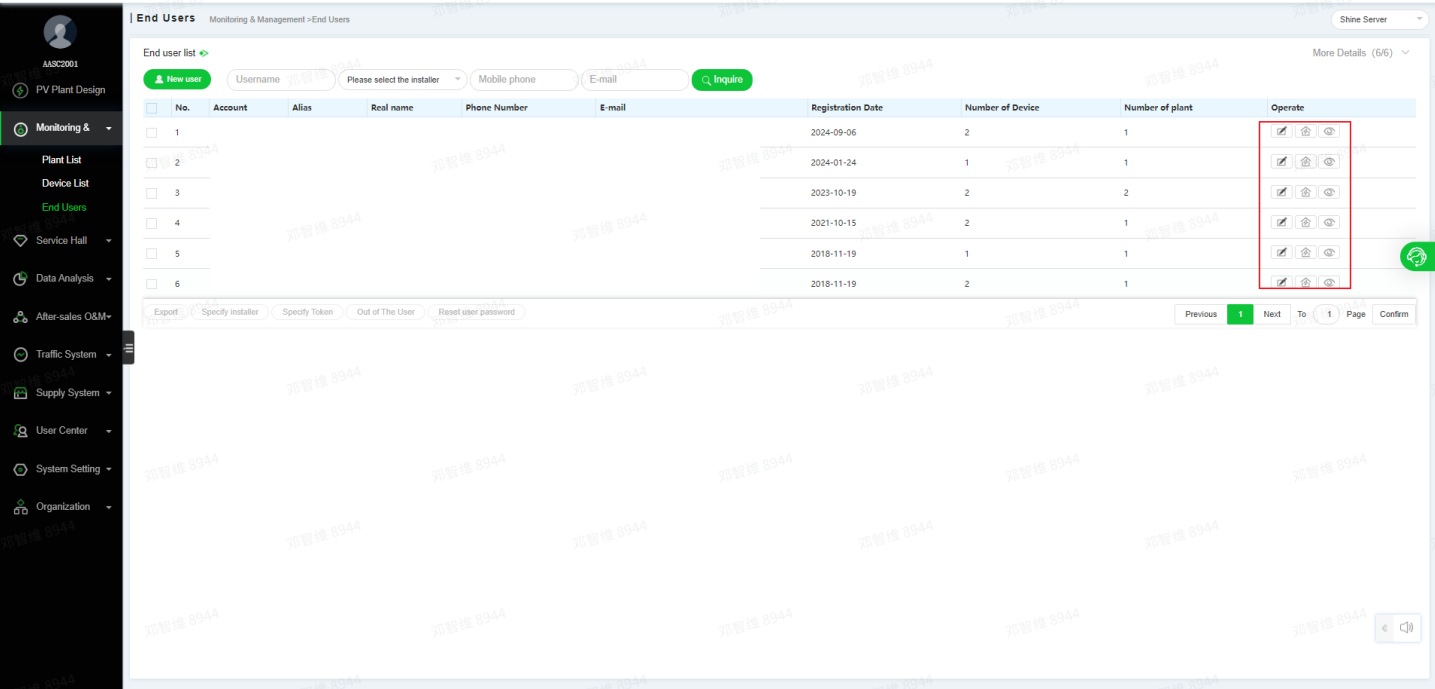 End Users Monitoring & Management >End Users
Shine Server
AASC2001
PV Plant Design
Monitoring &
Plant List
Device List
End Users
Service Hall
Data Analysis
After-sales O&M
Traffic System
Supply System
User Center
System Setting
Organization
End user list
More Details (6/6)
New user Username Please select the installer Mobile phone E-mail Inquire
No. Account Alias Real name Phone Number E-mail Registration Date Number of Device Number of plant Operate
1 2024-09-06 2 1
2 2024-01-24 1 1
3 2023-10-19 2 2
4 2021-10-15 2 1
5 2018-11-19 1 1
6 2018-11-19 2 1
Export Specify installer Specify Token Out of The User Reset user password
Previous 1 Next To 1 Page Confirm
邓智维 8944